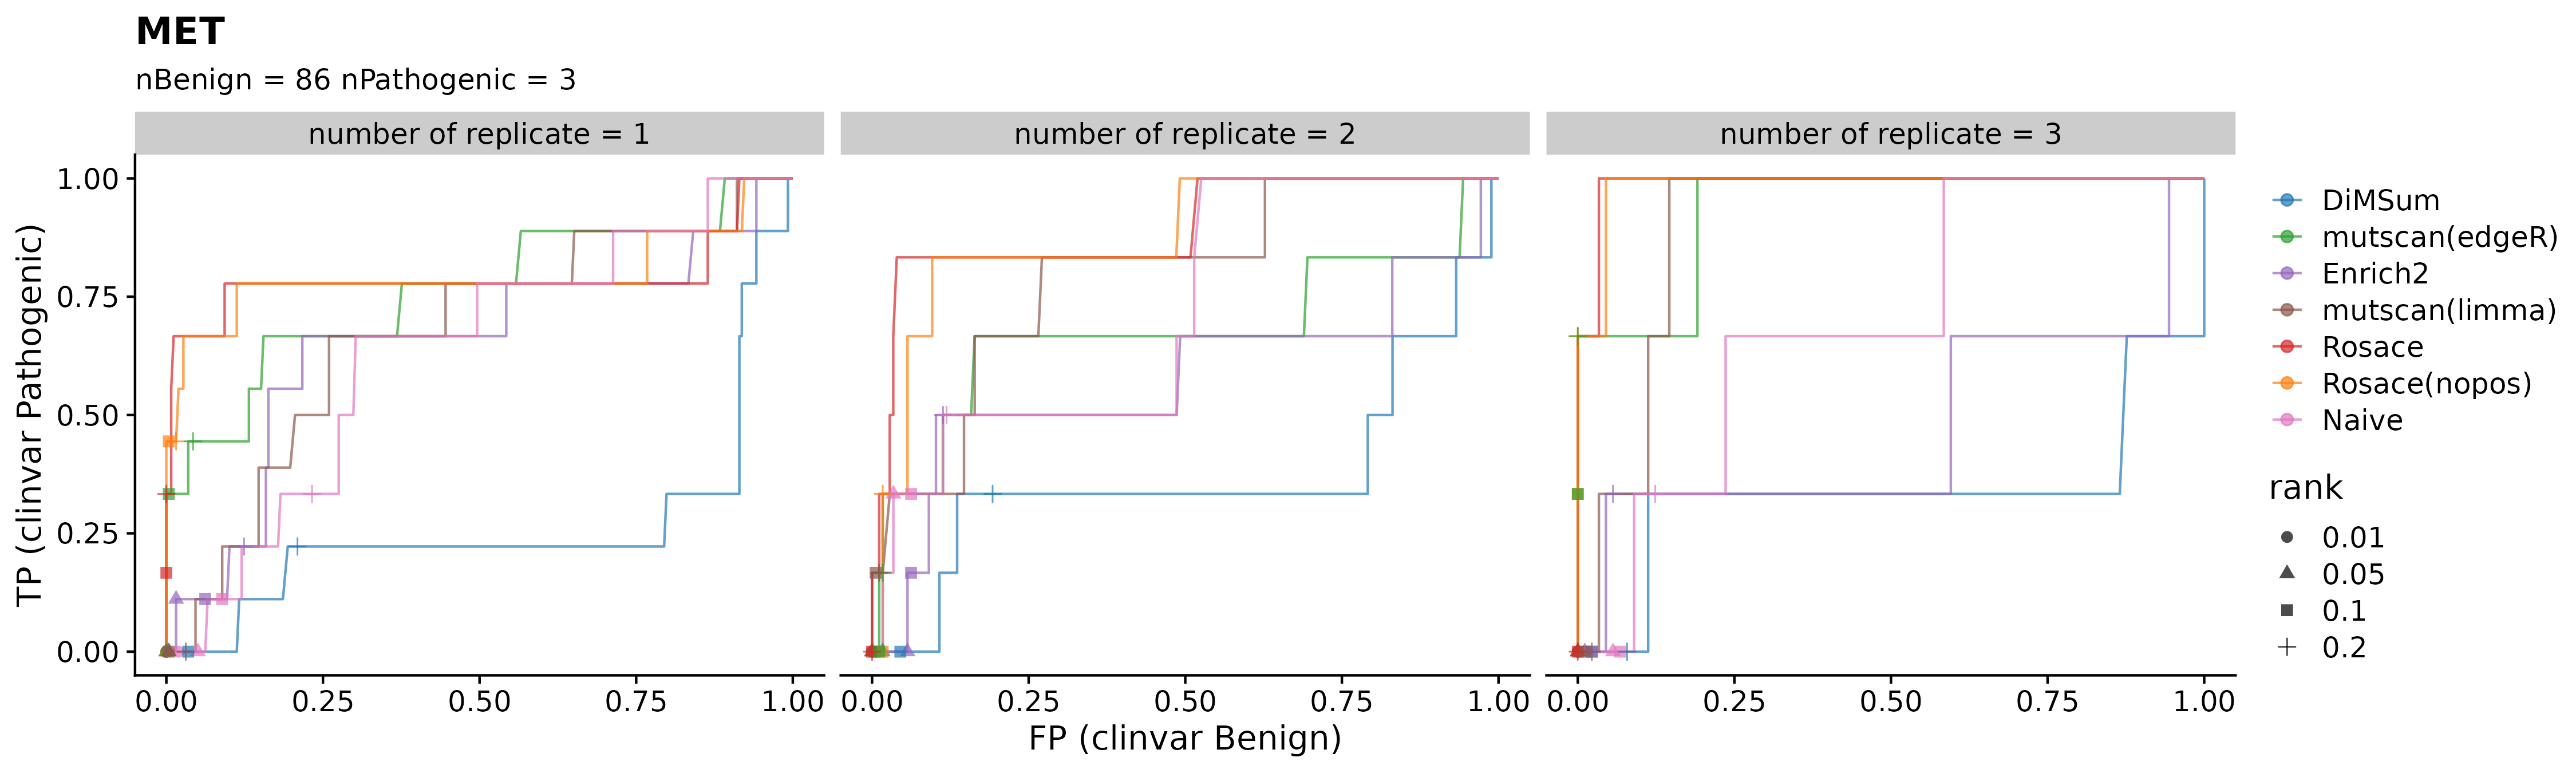 MET
nBenign = 86 nPathogenic = 3
number of replicate = 1
number of replicate = 2
number of replicate = 3
TP (clinvar Pathogenic)
1.00
0.75
0.50
0.25
0.00
0.00 0.25 0.50 0.75 1.00
0.00 0.25 0.50 0.75 1.00
0.00 0.25 0.50 0.75 1.00
FP (clinvar Benign)
DiMSum
mutscan(edgeR)
Enrich2
mutscan(limma)
Rosace
Rosace(nopos)
Naive
rank
0.01
0.05
0.1
0.2